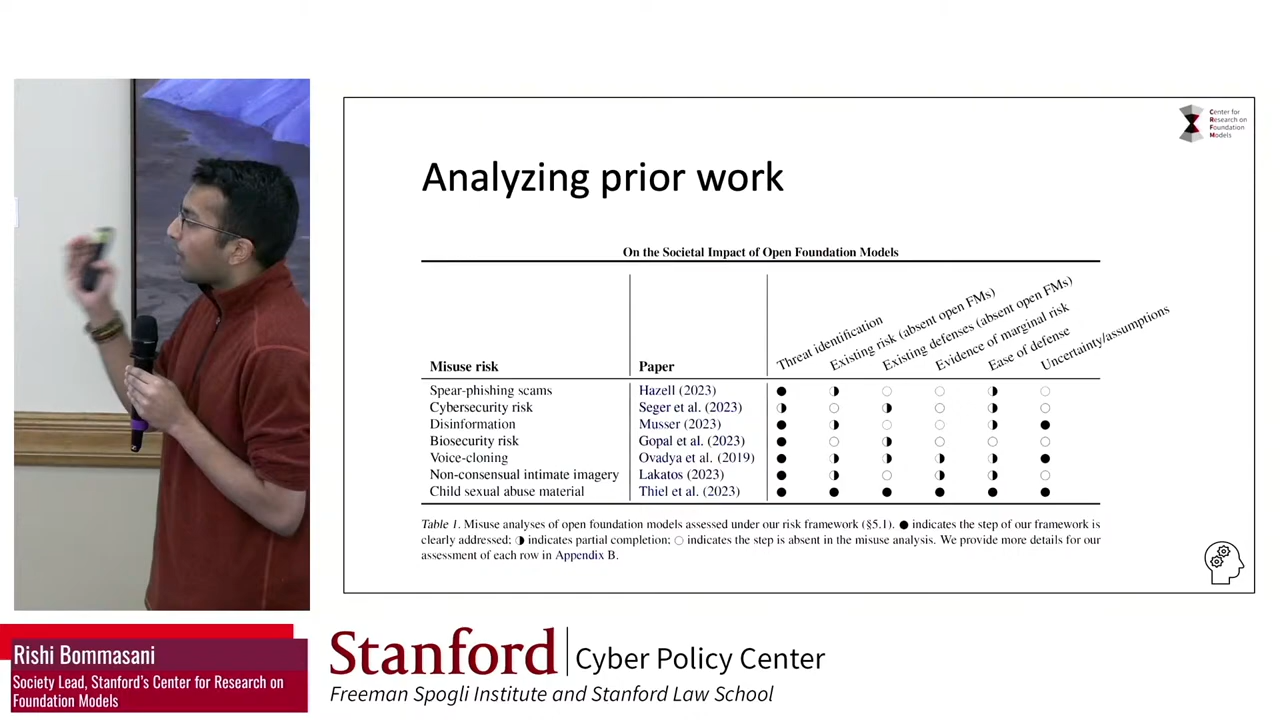 Center for
Research on
Foundation
Models
Analyzing prior work
On the Societal Impact of Open Foundation Models
Misuse risk Paper Threat identification Existing risk (absent open FMs) Existing defenses (absent open FMs) Evidence of marginal risk Ease of defense Uncertainty/assumptions
Spear-phishing scams Hazell (2023) ● ◑ ○ ○ ◑ ○
Cybersecurity risk Seger et al. (2023) ◑ ○ ◑ ○ ◑ ○
Disinformation Musser (2023) ● ◑ ○ ○ ◑ ●
Biosecurity risk Gopal et al. (2023) ● ○ ◑ ○ ○ ○
Voice-cloning Ovadya et al. (2019) ● ◑ ◑ ◑ ◑ ●
Non-consensual intimate imagery Lakatos (2023) ● ◑ ○ ◑ ◑ ○
Child sexual abuse material Thiel et al. (2023) ● ● ● ● ● ●
Table 1. Misuse analyses of open foundation models assessed under our risk framework (§5.1). ● indicates the step of our framework is
clearly addressed; ◑ indicates partial completion; ○ indicates the step is absent in the misuse analysis. We provide more details for our
assessment of each row in Appendix B.
Rishi Bommasani
Society Lead, Stanford's Center for Research on
Foundation Models
Stanford Cyber Policy Center
Freeman Spogli Institute and Stanford Law School